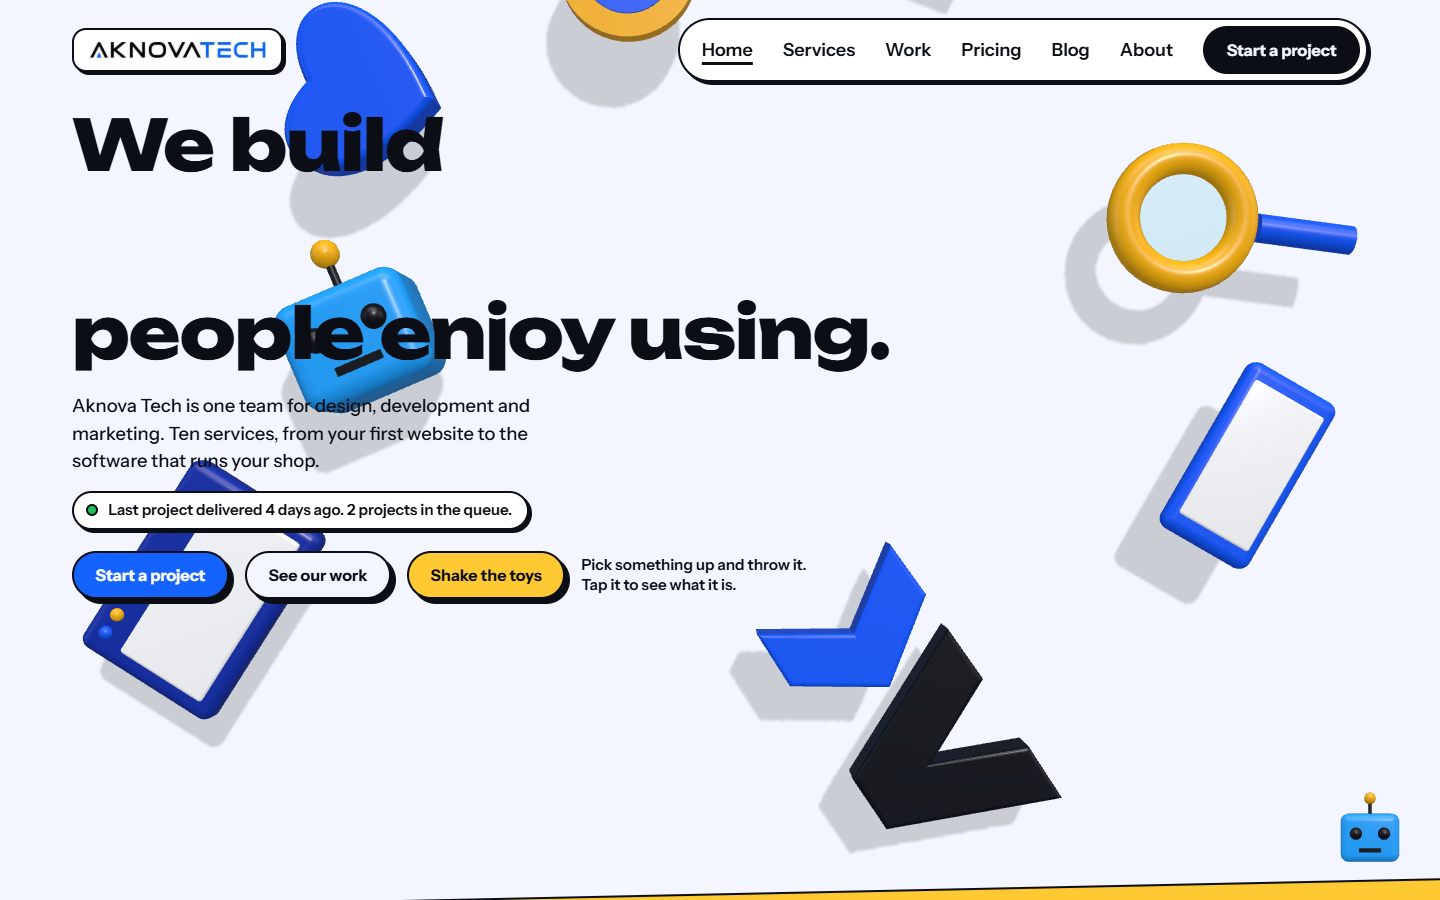 AKNOVATECH
Home Services Work Pricing Blog About Start a project
We build
people enjoy using.
Aknova Tech is one team for design, development and
marketing. Ten services, from your first website to the
software that runs your shop.
Last project delivered 4 days ago. 2 projects in the queue.
Start a project See our work Shake the toys
Pick something up and throw it.
Tap it to see what it is.